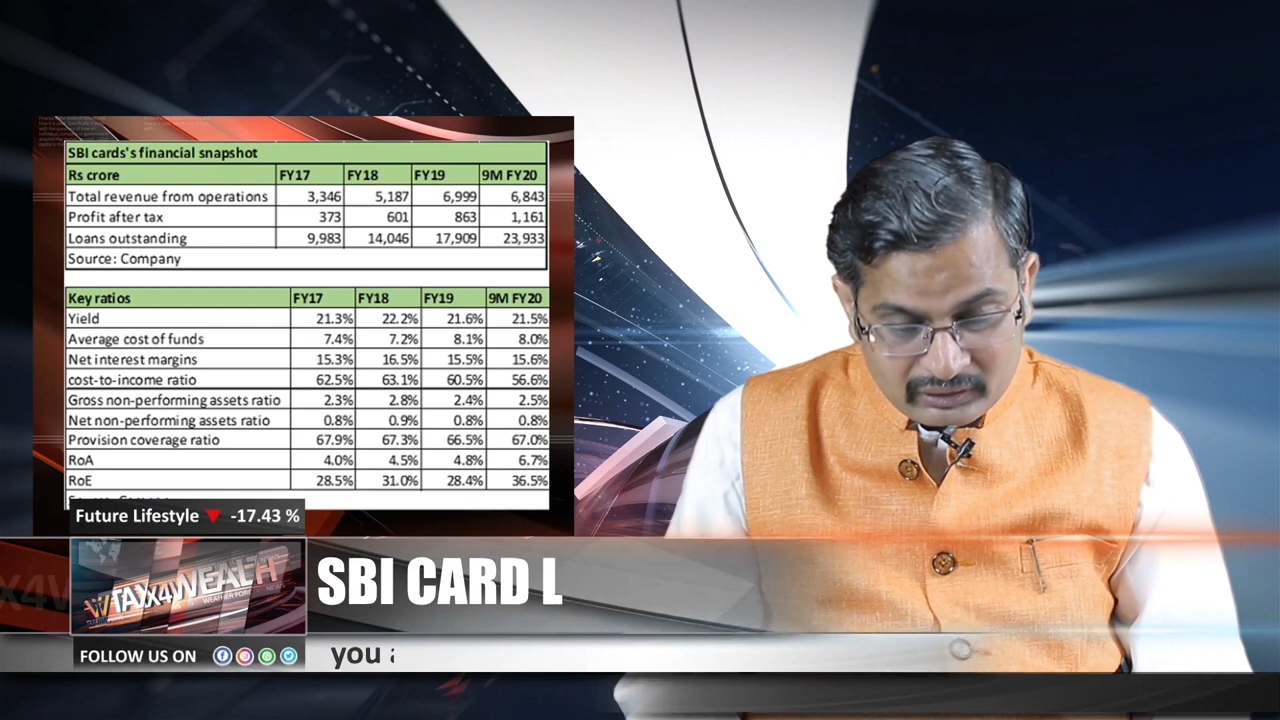 SBI cards's financial snapshot
Rs crore FY17 FY18 FY19 9M FY20
Total revenue from operations 3,346 5,187 6,999 6,843
Profit after tax 373 601 863 1,161
Loans outstanding 9,983 14,046 17,909 23,933
Source: Company
Key ratios FY17 FY18 FY19 9M FY20
Yield 21.3% 22.2% 21.6% 21.5%
Average cost of funds 7.4% 7.2% 8.1% 8.0%
Net interest margins 15.3% 16.5% 15.5% 15.6%
cost-to-income ratio 62.5% 63.1% 60.5% 56.6%
Gross non-performing assets ratio 2.3% 2.8% 2.4% 2.5%
Net non-performing assets ratio 0.8% 0.9% 0.8% 0.8%
Provision coverage ratio 67.9% 67.3% 66.5% 67.0%
RoA 4.0% 4.5% 4.8% 6.7%
RoE 28.5% 31.0% 28.4% 36.5%
Future Lifestyle ▼ -17.43 %
TAX4WEALTH
SBI CARD L
FOLLOW US ON
you